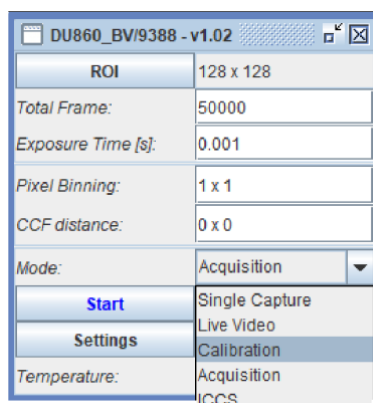 DU860_BV/9388 - v1.02
ROI 128 x 128
Total Frame: 50000
Exposure Time [s]: 0.001
Pixel Binning: 1 x 1
CCF distance: 0 x 0
Mode: Acquisition
Start Single Capture
Live Video
Settings Calibration
Temperature: Acquisition
ICCS